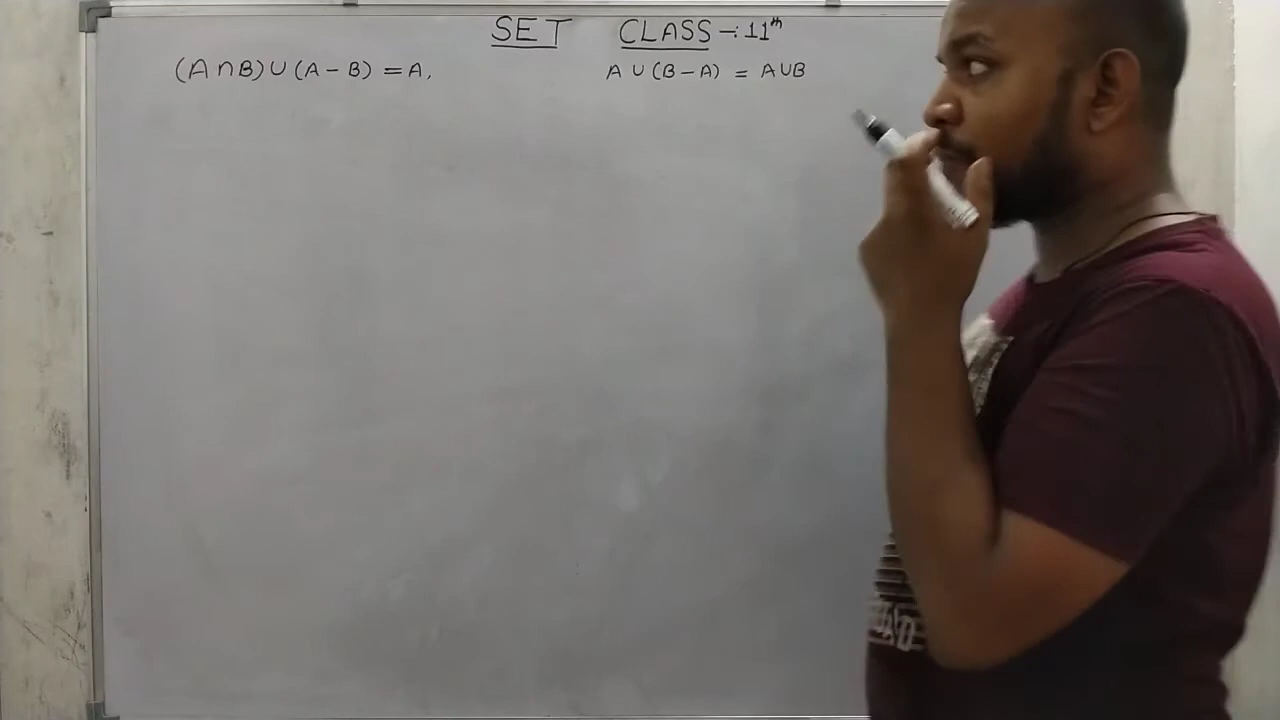 SET CLASS -: 11th
(A ∩ B) ∪ (A - B) = A, A ∪ (B - A) = A ∪ B